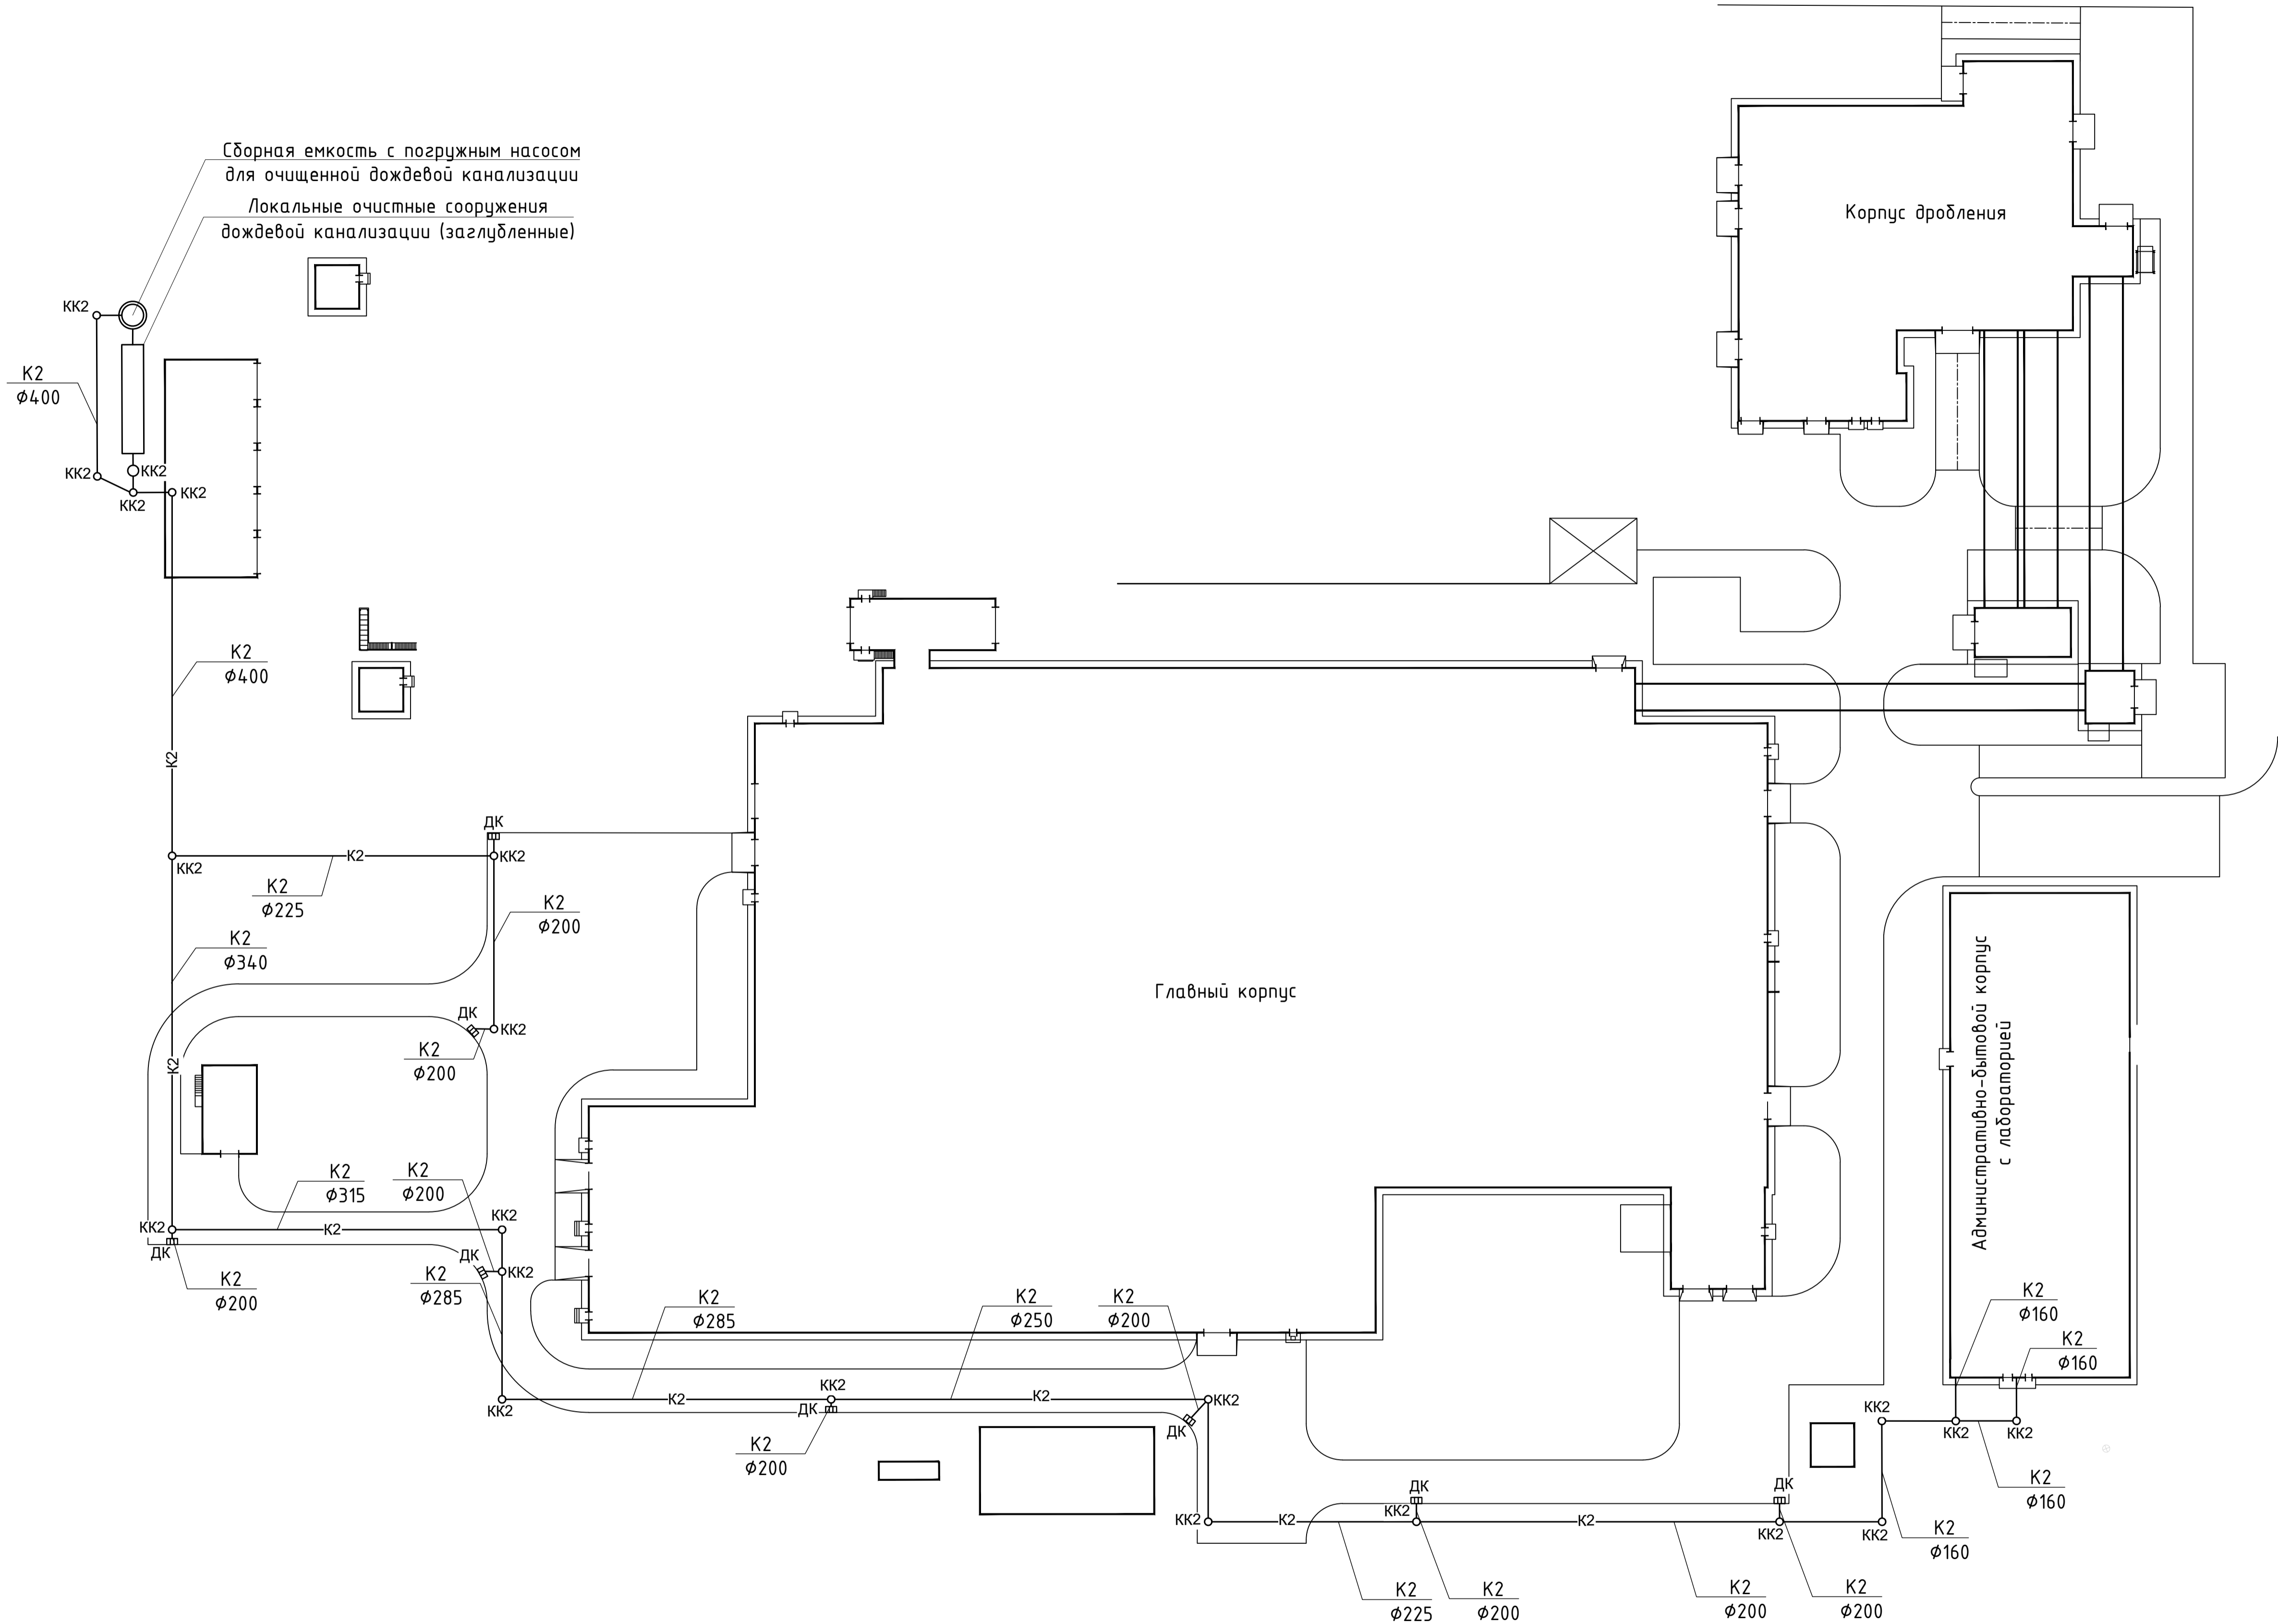 Сборная емкость с погружным насосом
для очищенной дождевой канализации
Локальные очистные сооружения
дождевой канализации (заглубленные)
Корпус дробления
КК2
К2
Ф400
КК2
КК2
КК2
КК2
К2
Ф400
К2
ДК
КК2
К2
КК2
К2
Ф225
К2
Ф200
К2
Ф340
Главный корпус
Административно-бытовой корпус
с лабораторией
ДК
КК2
К2
Ф200
К2
К2
Ф315
К2
Ф200
КК2
КК2
К2
ДК
ДК
КК2
К2
Ф200
К2
Ф285
К2
Ф285
К2
Ф250
К2
Ф200
К2
Ф160
К2
Ф160
КК2
К2
КК2
К2
КК2
ДК
ДК
КК2
КК2
КК2
К2
Ф200
К2
Ф160
ДК
ДК
КК2
КК2
К2
К2
КК2
КК2
К2
Ф160
К2
Ф225
К2
Ф200
К2
Ф200
К2
Ф200